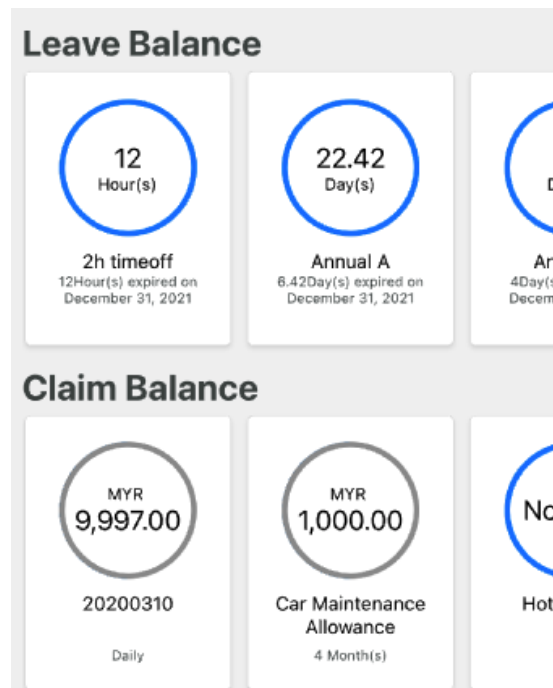 Leave Balance
12
Hour(s)
2h timeoff
12Hour(s) expired on
December 31, 2021
22.42
Day(s)
Annual A
6.42Day(s) expired on
December 31, 2021
Claim Balance
MYR
9,997.00
20200310
Daily
MYR
1,000.00
Car Maintenance
Allowance
4 Month(s)